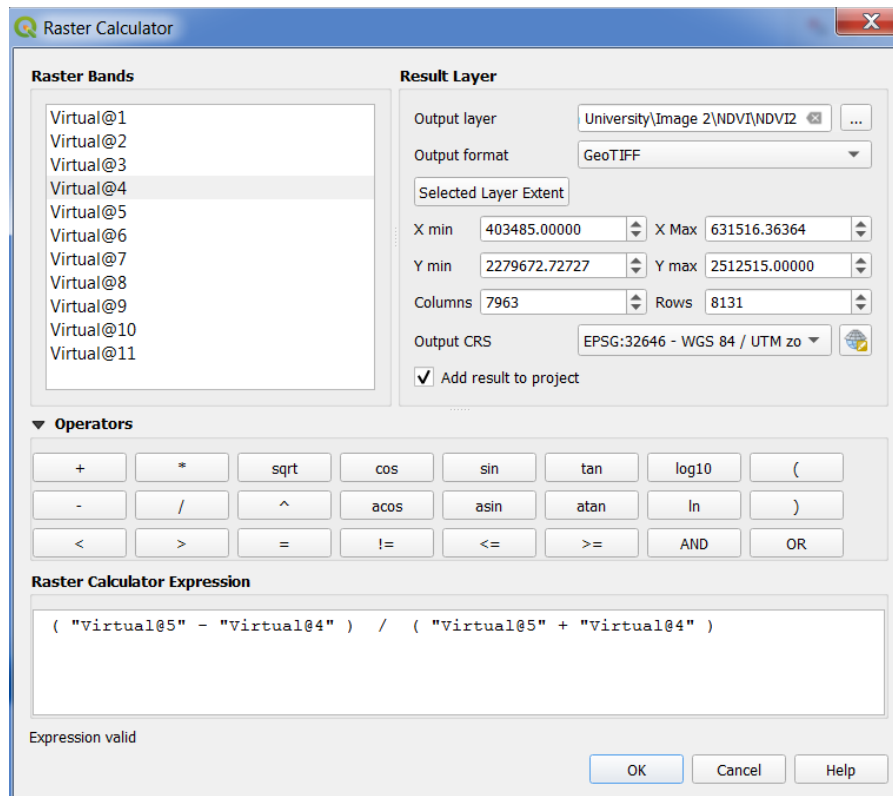 Raster Calculator
X
Raster Bands
Virtual@1
Virtual@2
Virtual@3
Virtual@4
Virtual@5
Virtual@6
Virtual@7
Virtual@8
Virtual@9
Virtual@10
Virtual@11
Result Layer
Output layer University\Image 2\NDVI\NDVI2 ...
Output format GeoTIFF
Selected Layer Extent
X min 403485.00000 X Max 631516.36364
Y min 2279672.72727 Y max 2512515.00000
Columns 7963 Rows 8131
Output CRS EPSG:32646 - WGS 84 / UTM zo
Add result to project
Operators
+ * sqrt cos sin tan log10 (
- / ^ acos asin atan ln )
< > = != <= >= AND OR
Raster Calculator Expression
( "Virtual@5" - "Virtual@4" ) / ( "Virtual@5" + "Virtual@4" )
Expression valid
OK Cancel Help